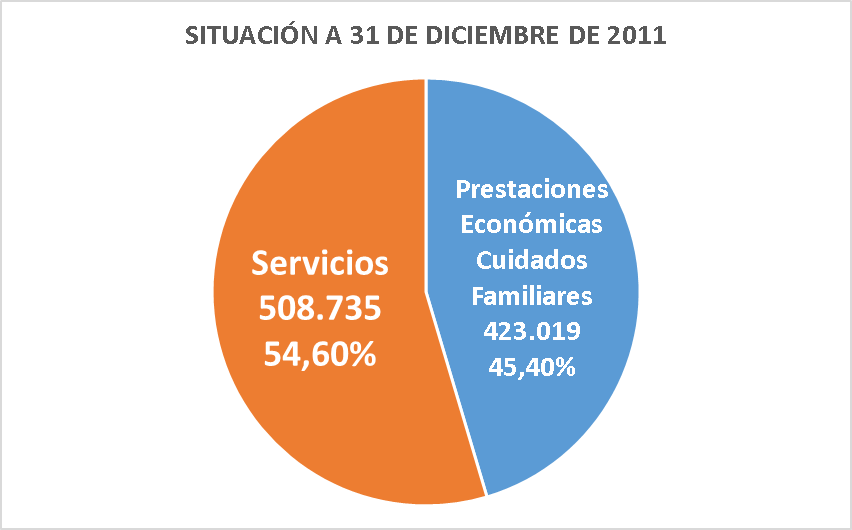 SITUACIÓN A 31 DE DICIEMBRE DE 2011
Servicios
508.735
54,60%
Prestaciones
Económicas
Cuidados
Familiares
423.019
45,40%